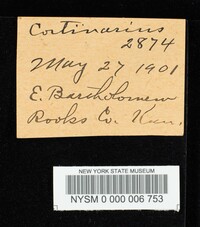 Cortinarius
2874
May 27 1901
E. Bartholomew
Rooks Co. Kan.
NEW YORK STATE MUSEUM
NYSM 0 000 006 753